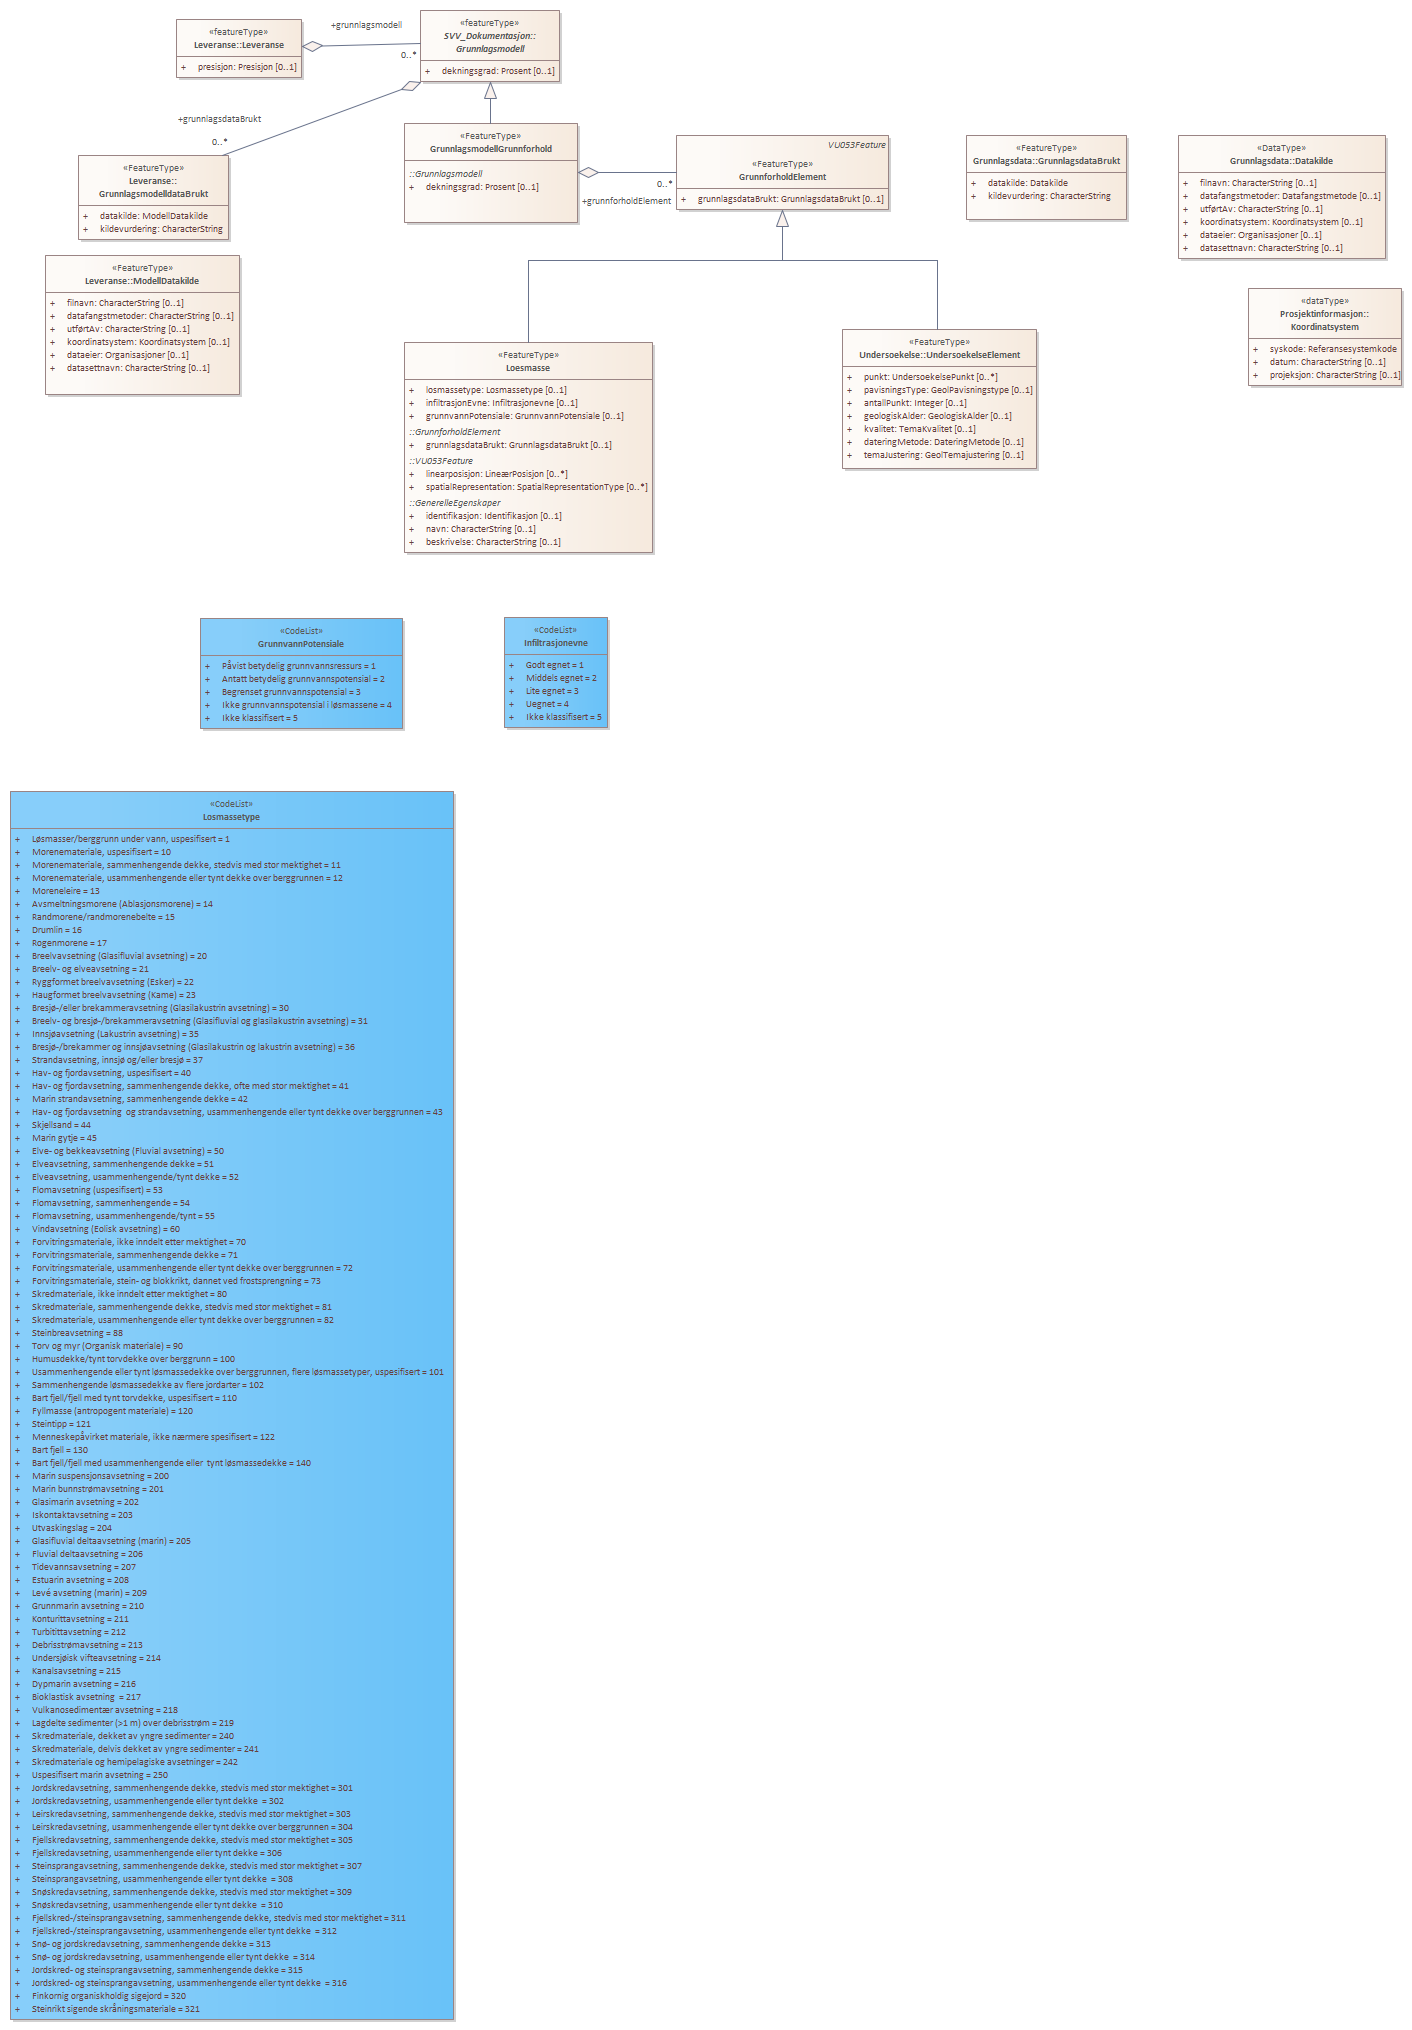 «featureType»
Leveranse::Leveranse
+ presisjon: Presisjon [0..1]
+grunnlagsmodell
0..*
«featureType»
SVV_Dokumentasjon::
Grunnlagsmodell
+ dekningsgrad: Prosent [0..1]
+grunnlagsdataBrukt
0..*
«FeatureType»
Leveranse::
GrunnlagsmodelldataBrukt
+ datakilde: ModellDatakilde
+ kildevurdering: CharacterString
«FeatureType»
GrunnlagsmodellGrunnforhold
::Grunnlagsmodell
+ dekningsgrad: Prosent [0..1]
0..*
+grunnforholdElement
VU053Feature
«FeatureType»
GrunnforholdElement
+ grunnlagsdataBrukt: GrunnlagsdataBrukt [0..1]
«FeatureType»
Grunnlagsdata::GrunnlagsdataBrukt
+ datakilde: Datakilde
+ kildevurdering: CharacterString
«DataType»
Grunnlagsdata::Datakilde
+ filnavn: CharacterString [0..1]
+ datafangstmetoder: Datafangstmetode [0..1]
+ utførtAv: CharacterString [0..1]
+ koordinatsystem: Koordinatsystem [0..1]
+ dataeier: Organisasjoner [0..1]
+ datasettnavn: CharacterString [0..1]
«FeatureType»
Leveranse::ModellDatakilde
+ filnavn: CharacterString [0..1]
+ datafangstmetoder: CharacterString [0..1]
+ utførtAv: CharacterString [0..1]
+ koordinatsystem: Koordinatsystem [0..1]
+ dataeier: Organisasjoner [0..1]
+ datasettnavn: CharacterString [0..1]
«dataType»
Prosjektinformasjon::
Koordinatsystem
+ syskode: Referansesystemkode
+ datum: CharacterString [0..1]
+ projeksjon: CharacterString [0..1]
«FeatureType»
Loesmasse
+ losmassetype: Losmassetype [0..1]
+ infiltrasjonEvne: Infiltrasjonevne [0..1]
+ grunnvannPotensiale: GrunnvannPotensiale [0..1]
::GrunnforholdElement
+ grunnlagsdataBrukt: GrunnlagsdataBrukt [0..1]
::VU053Feature
+ linearposisjon: LineærPosisjon [0..*]
+ spatialRepresentation: SpatialRepresentationType [0..*]
::GenerelleEgenskaper
+ identifikasjon: Identifikasjon [0..1]
+ navn: CharacterString [0..1]
+ beskrivelse: CharacterString [0..1]
«FeatureType»
Undersoekelse::UndersoekelseElement
+ punkt: UndersoekelsePunkt [0..*]
+ pavisningsType: GeolPavisningstype [0..1]
+ antallPunkt: Integer [0..1]
+ geologiskAlder: GeologiskAlder [0..1]
+ kvalitet: TemaKvalitet [0..1]
+ dateringMetode: DateringMetode [0..1]
+ temaJustering: GeolTemajustering [0..1]
«CodeList»
GrunnvannPotensiale
+ Påvist betydelig grunnvannsressurs = 1
+ Antatt betydelig grunnvannspotensial = 2
+ Begrenset grunnvannspotensial = 3
+ Ikke grunnvannspotensial i løsmassene = 4
+ Ikke klassifisert = 5
«CodeList»
Infiltrasjonevne
+ Godt egnet = 1
+ Middels egnet = 2
+ Lite egnet = 3
+ Uegnet = 4
+ Ikke klassifisert = 5
«CodeList»
Losmassetype
+ Løsmasser/berggrunn under vann, uspesifisert = 1
+ Morenemateriale, uspesifisert = 10
+ Morenemateriale, sammenhengende dekke, stedvis med stor mektighet = 11
+ Morenemateriale, usammenhengende eller tynt dekke over berggrunnen = 12
+ Moreneleire = 13
+ Avsmeltningsmorene (Ablasjonsmorene) = 14
+ Randmorene/randmorenebelte = 15
+ Drumlin = 16
+ Rogenmorene = 17
+ Breelvavsetning (Glasifluvial avsetning) = 20
+ Breelv- og elveavsetning = 21
+ Ryggformet breelvavsetning (Esker) = 22
+ Haugformet breelvavsetning (Kame) = 23
+ Bresjø-/eller brekammeravsetning (Glasilakustrin avsetning) = 30
+ Breelv- og bresjø-/brekammeravsetning (Glasifluvial og glasilakustrin avsetning) = 31
+ Innsjøavsetning (Lakustrin avsetning) = 35
+ Bresjø-/brekammer og innsjøavsetning (Glasilakustrin og lakustrin avsetning) = 36
+ Strandavsetning, innsjø og/eller bresjø = 37
+ Hav- og fjordavsetning, uspesifisert = 40
+ Hav- og fjordavsetning, sammenhengende dekke, ofte med stor mektighet = 41
+ Marin strandavsetning, sammenhengende dekke = 42
+ Hav- og fjordavsetning og strandavsetning, usammenhengende eller tynt dekke over berggrunnen = 43
+ Skjellsand = 44
+ Marin gytje = 45
+ Elve- og bekkeavsetning (Fluvial avsetning) = 50
+ Elveavsetning, sammenhengende dekke = 51
+ Elveavsetning, usammenhengende/tynt dekke = 52
+ Flomavsetning (uspesifisert) = 53
+ Flomavsetning, sammenhengende = 54
+ Flomavsetning, usammenhengende/tynt = 55
+ Vindavsetning (Eolisk avsetning) = 60
+ Forvitringsmateriale, ikke inndelt etter mektighet = 70
+ Forvitringsmateriale, sammenhengende dekke = 71
+ Forvitringsmateriale, usammenhengende eller tynt dekke over berggrunnen = 72
+ Forvitringsmateriale, stein- og blokkrikt, dannet ved frostsprengning = 73
+ Skredmateriale, ikke inndelt etter mektighet = 80
+ Skredmateriale, sammenhengende dekke, stedvis med stor mektighet = 81
+ Skredmateriale, usammenhengende eller tynt dekke over berggrunnen = 82
+ Steinbreavsetning = 88
+ Torv og myr (Organisk materiale) = 90
+ Humusdekke/tynt torvdekke over berggrunn = 100
+ Usammenhengende eller tynt løsmassedekke over berggrunnen, flere løsmassetyper, uspesifisert = 101
+ Sammenhengende løsmassedekke av flere jordarter = 102
+ Bart fjell/fjell med tynt torvdekke, uspesifisert = 110
+ Fyllmasse (antropogent materiale) = 120
+ Steintipp = 121
+ Menneskepåvirket materiale, ikke nærmere spesifisert = 122
+ Bart fjell = 130
+ Bart fjell/fjell med usammenhengende eller tynt løsmassedekke = 140
+ Marin suspensjonsavsetning = 200
+ Marin bunnstrømavsetning = 201
+ Glasimarin avsetning = 202
+ Iskontaktavsetning = 203
+ Utvaskingslag = 204
+ Glasifluvial deltaavsetning (marin) = 205
+ Fluvial deltaavsetning = 206
+ Tidevannsavsetning = 207
+ Estuarin avsetning = 208
+ Levé avsetning (marin) = 209
+ Grunnmarin avsetning = 210
+ Konturittavsetning = 211
+ Turbitittavsetning = 212
+ Debrisstrømavsetning = 213
+ Undersjøisk vifteavsetning = 214
+ Kanalsavsetning = 215
+ Dypmarin avsetning = 216
+ Bioklastisk avsetning = 217
+ Vulkanosedimentær avsetning = 218
+ Lagdelte sedimenter (>1 m) over debrisstrøm = 219
+ Skredmateriale, dekket av yngre sedimenter = 240
+ Skredmateriale, delvis dekket av yngre sedimenter = 241
+ Skredmateriale og hemipelagiske avsetninger = 242
+ Uspesifisert marin avsetning = 250
+ Jordskredavsetning, sammenhengende dekke, stedvis med stor mektighet = 301
+ Jordskredavsetning, usammenhengende eller tynt dekke = 302
+ Leirskredavsetning, sammenhengende dekke, stedvis med stor mektighet = 303
+ Leirskredavsetning, usammenhengende eller tynt dekke over berggrunnen = 304
+ Fjellskredavsetning, sammenhengende dekke, stedvis med stor mektighet = 305
+ Fjellskredavsetning, usammenhengende eller tynt dekke = 306
+ Steinsprangavsetning, sammenhengende dekke, stedvis med stor mektighet = 307
+ Steinsprangavsetning, usammenhengende eller tynt dekke = 308
+ Snøskredavsetning, sammenhengende dekke, stedvis med stor mektighet = 309
+ Snøskredavsetning, usammenhengende eller tynt dekke = 310
+ Fjellskred-/steinsprangavsetning, sammenhengende dekke, stedvis med stor mektighet = 311
+ Fjellskred-/steinsprangavsetning, usammenhengende eller tynt dekke = 312
+ Snø- og jordskredavsetning, sammenhengende dekke = 313
+ Snø- og jordskredavsetning, usammenhengende eller tynt dekke = 314
+ Jordskred- og steinsprangavsetning, sammenhengende dekke = 315
+ Jordskred- og steinsprangavsetning, usammenhengende eller tynt dekke = 316
+ Finkornig organiskholdig sigejord = 320
+ Steinrikt sigende skråningsmateriale = 321